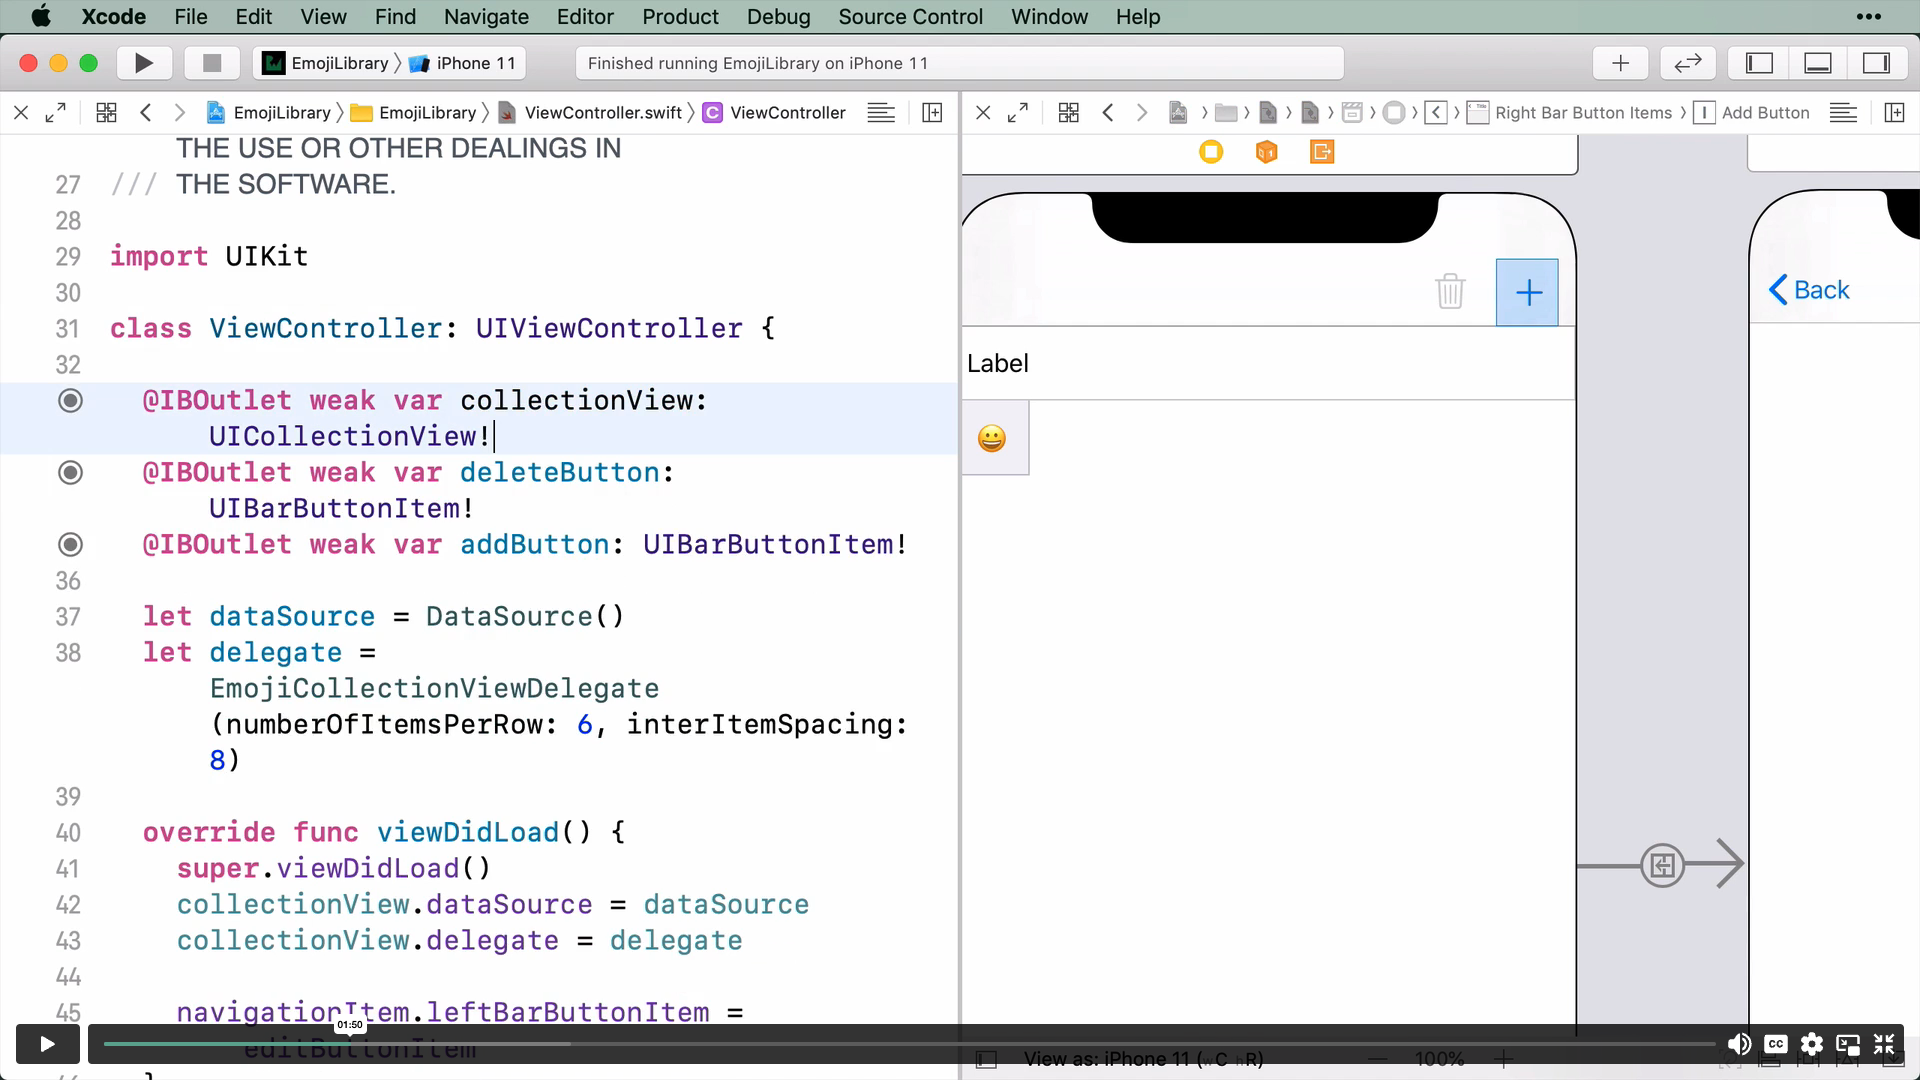 Xcode File Edit View Find Navigate Editor Product Debug Source Control Window Help
EmojiLibrary iPhone 11
Finished running EmojiLibrary on iPhone 11
EmojiLibrary EmojiLibrary ViewController.swift C ViewController
Right Bar Button Items Add Button
THE USE OR OTHER DEALINGS IN
27 /// THE SOFTWARE.
28
29 import UIKit
30
31 class ViewController: UIViewController {
32
@IBOutlet weak var collectionView:
UICollectionView!
@IBOutlet weak var deleteButton:
UIBarButtonItem!
@IBOutlet weak var addButton: UIBarButtonItem!
36
37 let dataSource = DataSource()
38 let delegate =
EmojiCollectionViewDelegate
(numberOfItemsPerRow: 6, interItemSpacing:
8)
39
40 override func viewDidLoad() {
41 super.viewDidLoad()
42 collectionView.dataSource = dataSource
43 collectionView.delegate = delegate
44
45 navigationItem.leftBarButtonItem =
editButtonItem
Back
Label
01:50
View as: iPhone 11 (wC hR)
100%
CC